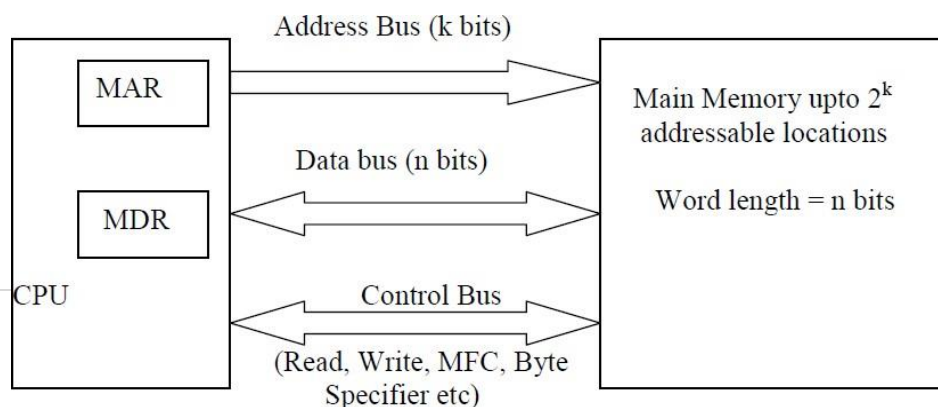 Address Bus (k bits)
MAR
Main Memory upto 2^k
addressable locations
Data bus (n bits)
MDR
Word length = n bits
CPU
Control Bus
(Read, Write, MFC, Byte
Specifier etc)